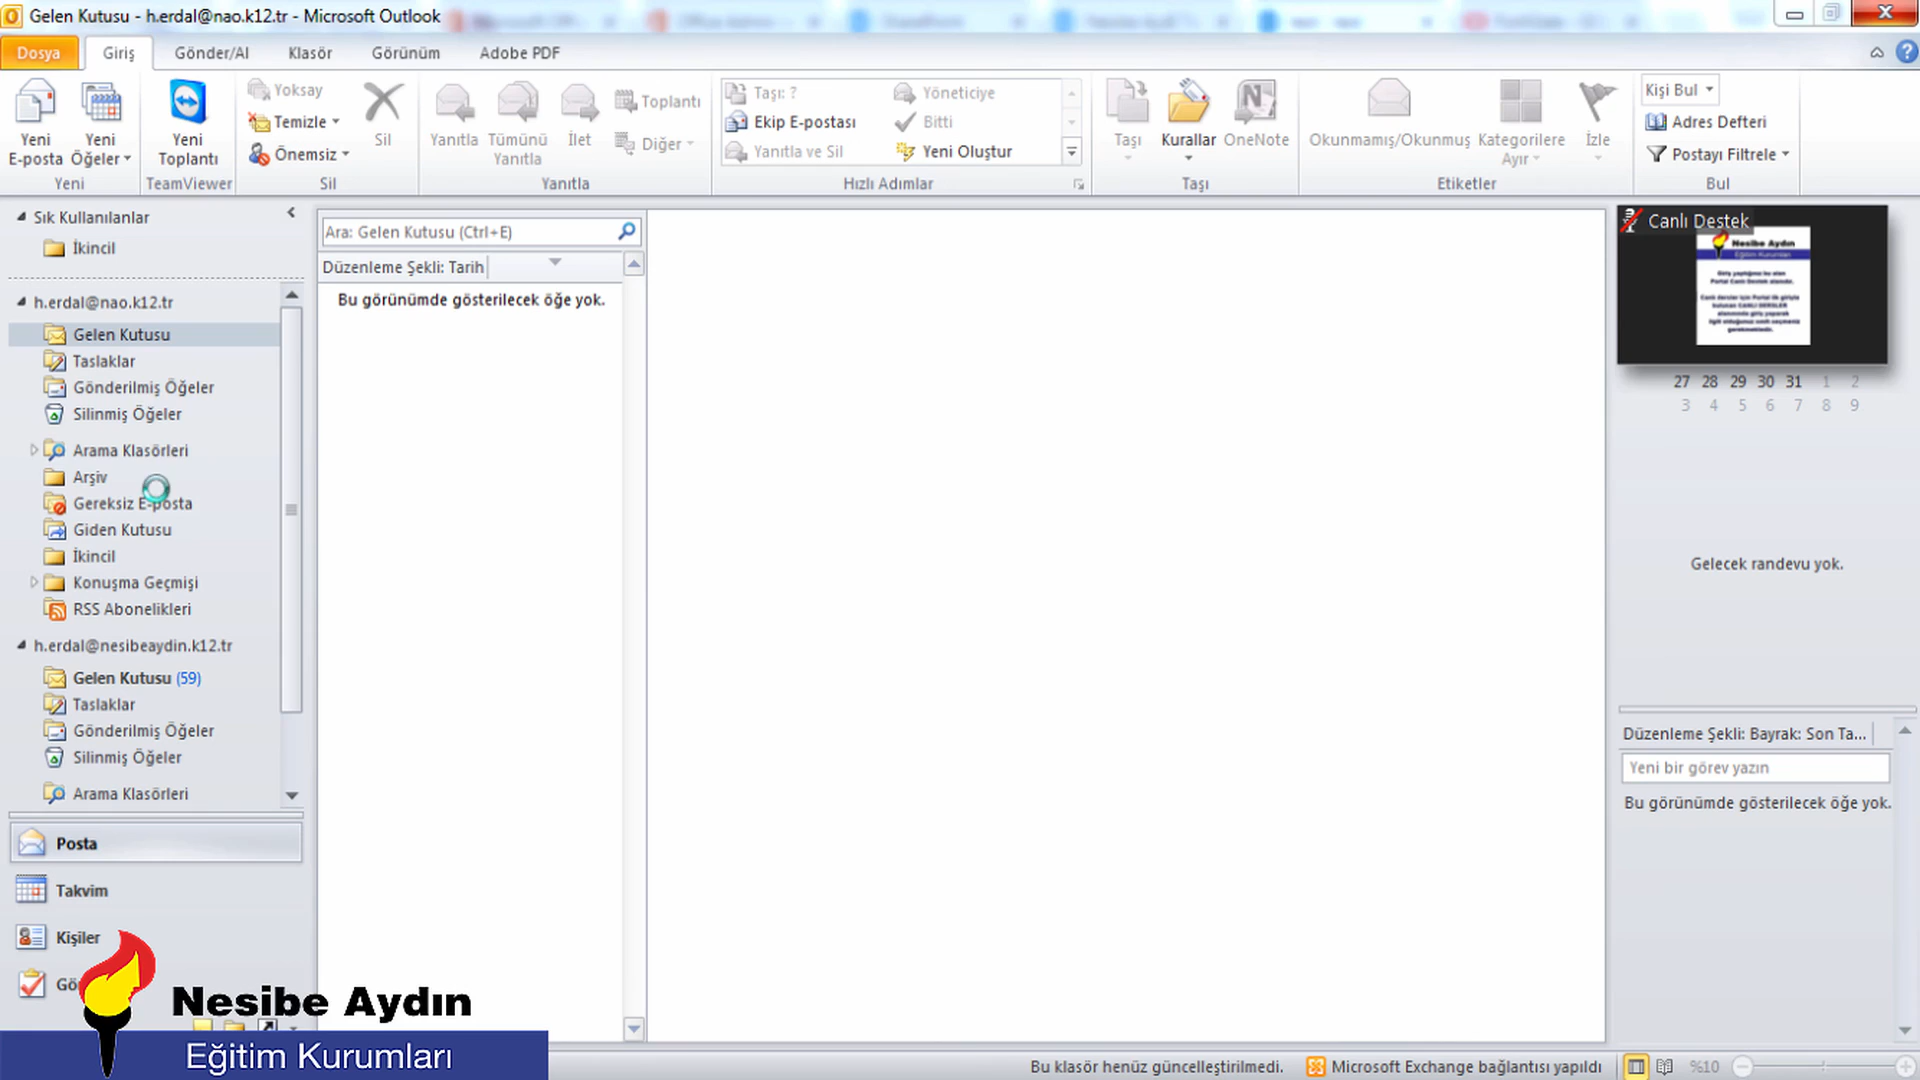 Gelen Kutusu - h.erdal@nao.k12.tr - Microsoft Outlook
Dosya
Giriş
Gönder/Al
Klasör
Görünüm
Adobe PDF
Yeni E-posta
Yeni Öğeler
Yeni
Yeni Toplantı
TeamViewer
Yoksay
Temizle
Önemsiz
Sil
Sil
Yanıtla
Tümünü Yanıtla
İlet
Toplantı
Diğer
Yanıtla
Taşı: ?
Ekip E-postası
Yanıtla ve Sil
Yöneticiye
Bitti
Yeni Oluştur
Hızlı Adımlar
Taşı
Kurallar
OneNote
Taşı
Okunmamış/Okunmuş
Kategorilere Ayır
İzle
Etiketler
Kişi Bul
Adres Defteri
Postayı Filtrele
Bul
Sık Kullanılanlar
İkincil
h.erdal@nao.k12.tr
Gelen Kutusu
Taslaklar
Gönderilmiş Öğeler
Silinmiş Öğeler
Arama Klasörleri
Arşiv
Gereksiz E-posta
Giden Kutusu
İkincil
Konuşma Geçmişi
RSS Abonelikleri
h.erdal@nesibeaydin.k12.tr
Gelen Kutusu (59)
Taslaklar
Gönderilmiş Öğeler
Silinmiş Öğeler
Arama Klasörleri
Posta
Takvim
Kişiler
Ara: Gelen Kutusu (Ctrl+E)
Düzenleme Şekli: Tarih
Bu görünümde gösterilecek öğe yok.
Canlı Destek
Nesibe Aydın
Eğitim Kurumları
27 28 29 30 31 1 2
3 4 5 6 7 8 9
Gelecek randevu yok.
Düzenleme Şekli: Bayrak: Son Ta...
Yeni bir görev yazın
Bu görünümde gösterilecek öğe yok.
Nesibe Aydın
Eğitim Kurumları
Bu klasör henüz güncelleştirilmedi.
Microsoft Exchange bağlantısı yapıldı
%10